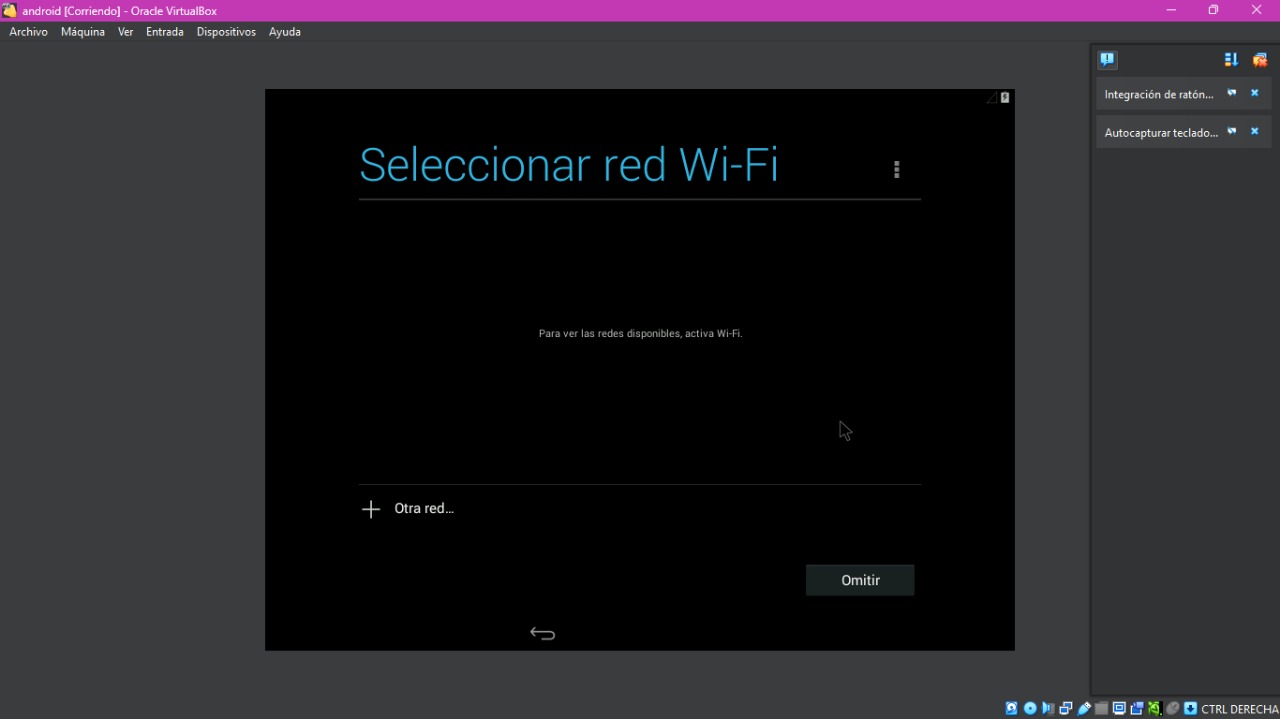 android [Corriendo] - Oracle VirtualBox
Archivo Máquina Ver Entrada Dispositivos Ayuda
Integración de ratón...
Autocapturar teclado...
Seleccionar red Wi-Fi
Para ver las redes disponibles, activa Wi-Fi.
Otra red...
Omitir
CTRL DERECHA